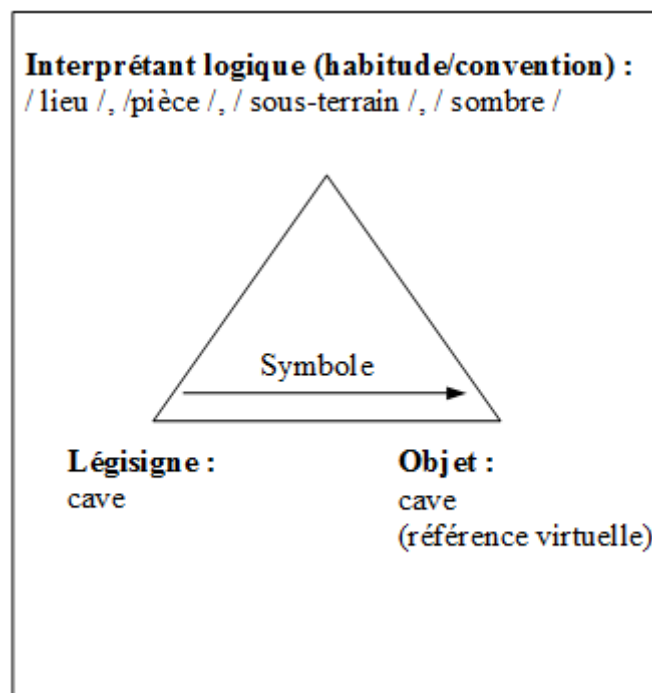 Interprétant logique (habitude/convention) :
/ lieu /, /pièce /, / sous-terrain /, / sombre /
Symbole
Légisigne :
cave
Objet :
cave
(référence virtuelle)